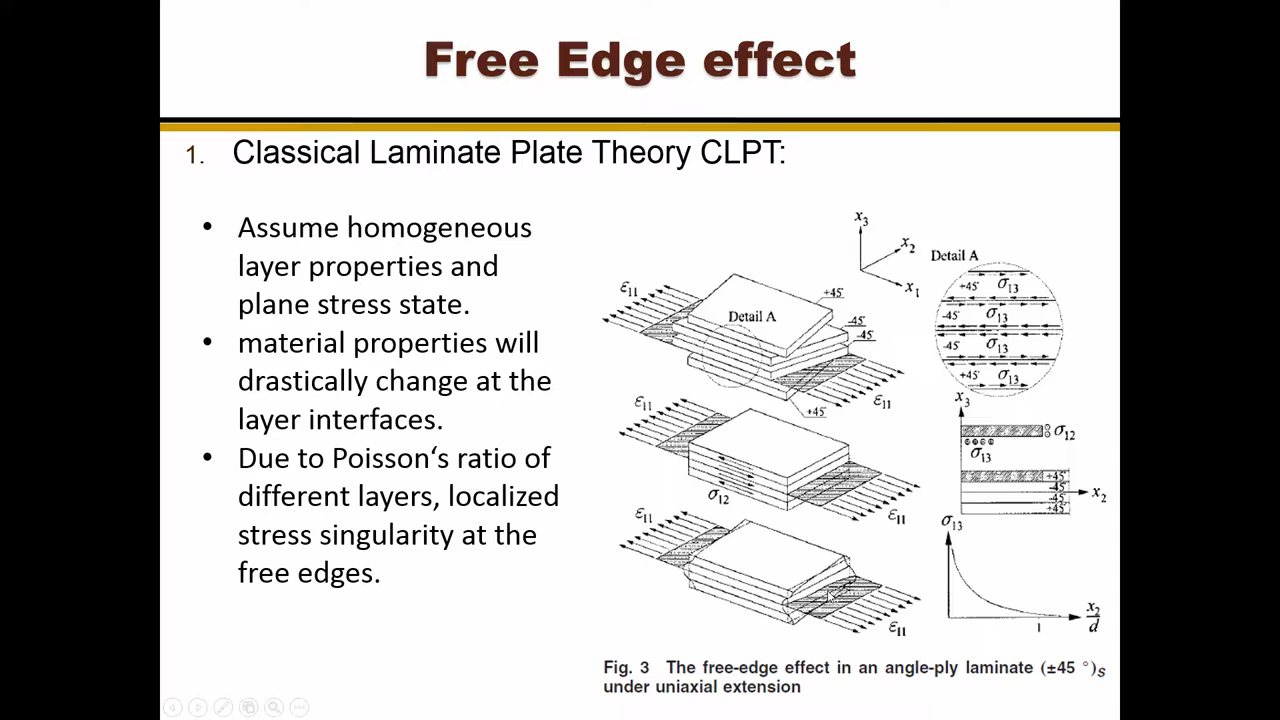 Free Edge effect
1. Classical Laminate Plate Theory CLPT:
• Assume homogeneous
layer properties and
plane stress state.
• material properties will
drastically change at the
layer interfaces.
• Due to Poisson‘s ratio of
different layers, localized
stress singularity at the
free edges.
x3
x2
x1
Detail A
+45°
σ13
-45°
σ13
-45°
σ13
+45°
σ13
ε11
Detail A
+45°
-45°
-45°
+45°
ε11
ε11
σ12
ε11
x3
σ12
σ13
+45°
-45°
-45°
+45°
x2
ε11
ε11
σ13
1
x2
d
Fig. 3 The free-edge effect in an angle-ply laminate (±45 °)S
under uniaxial extension